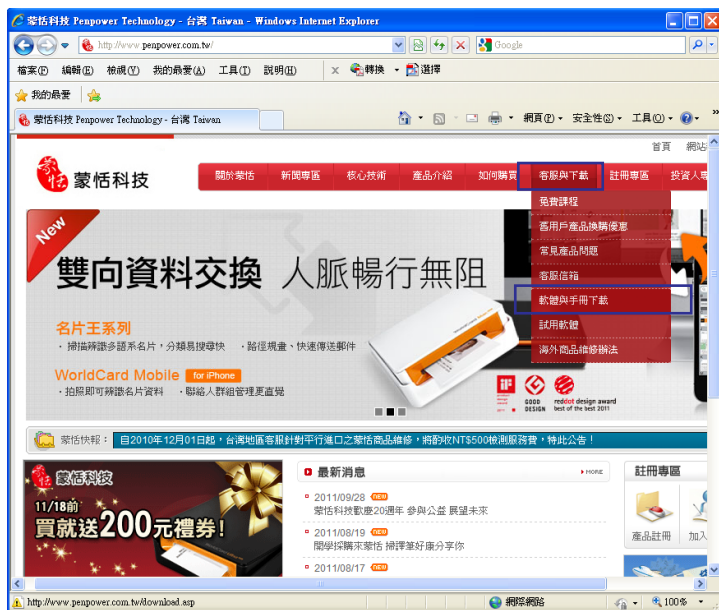 蒙恬科技 Penpower Technology - 台灣 Taiwan - Windows Internet Explorer
http://www.penpower.com.tw/
Google
檔案(F) 編輯(E) 檢視(V) 我的最愛(A) 工具(T) 說明(H) x 轉換 選擇
我的最愛
蒙恬科技 Penpower Technology - 台灣 Taiwan
網頁(P) 安全性(S) 工具(O) »
首頁 網站
蒙恬科技
關於蒙恬 新聞專區 核心技術 產品介紹 如何購買 客服與下載 註冊專區 投資人專
免費課程
舊用戶產品換購優惠
常見產品問題
客服信箱
軟體與手冊下載
試用軟體
海外商品維修辦法
New
雙向資料交換 人脈暢行無阻
名片王系列
・掃描辨識多語系名片，分類易搜尋快 ・路徑規畫、快速傳送郵件
WorldCard Mobile for iPhone
・拍照即可辨識名片資料 ・聯絡人群組管理更直覺
GOOD DESIGN
reddot design award
best of the best 2011
蒙恬快報： 自2010年12月01日起，台灣地區客服針對平行進口之蒙恬商品維修，將酌收NT$500檢測服務費，特此公告！
蒙恬科技
11/18前
買就送200元禮券!
最新消息
MORE
2011/09/28 NEW
蒙恬科技歡慶20週年 參與公益 展望未來
2011/08/19 NEW
開學採購來蒙恬 掃譯筆好康分享你
2011/08/17 NEW
註冊專區
產品註冊 加入
http://www.penpower.com.tw/download.asp
網際網路
100%